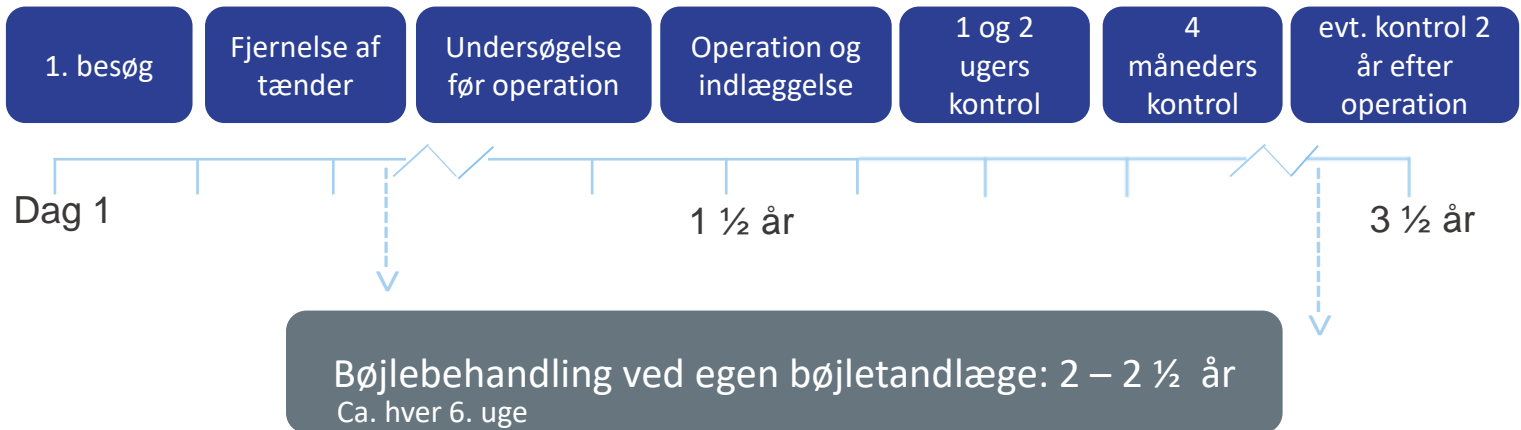 1. besøg
Fjernelse af
tænder
Undersøgelse
før operation
Operation og
indlæggelse
1 og 2
ugers
kontrol
4
måneders
kontrol
evt. kontrol 2
år efter
operation
Dag 1
1 ½ år
3 ½ år
Bøjlebehandling ved egen bøjletandlæge: 2 – 2 ½ år
Ca. hver 6. uge